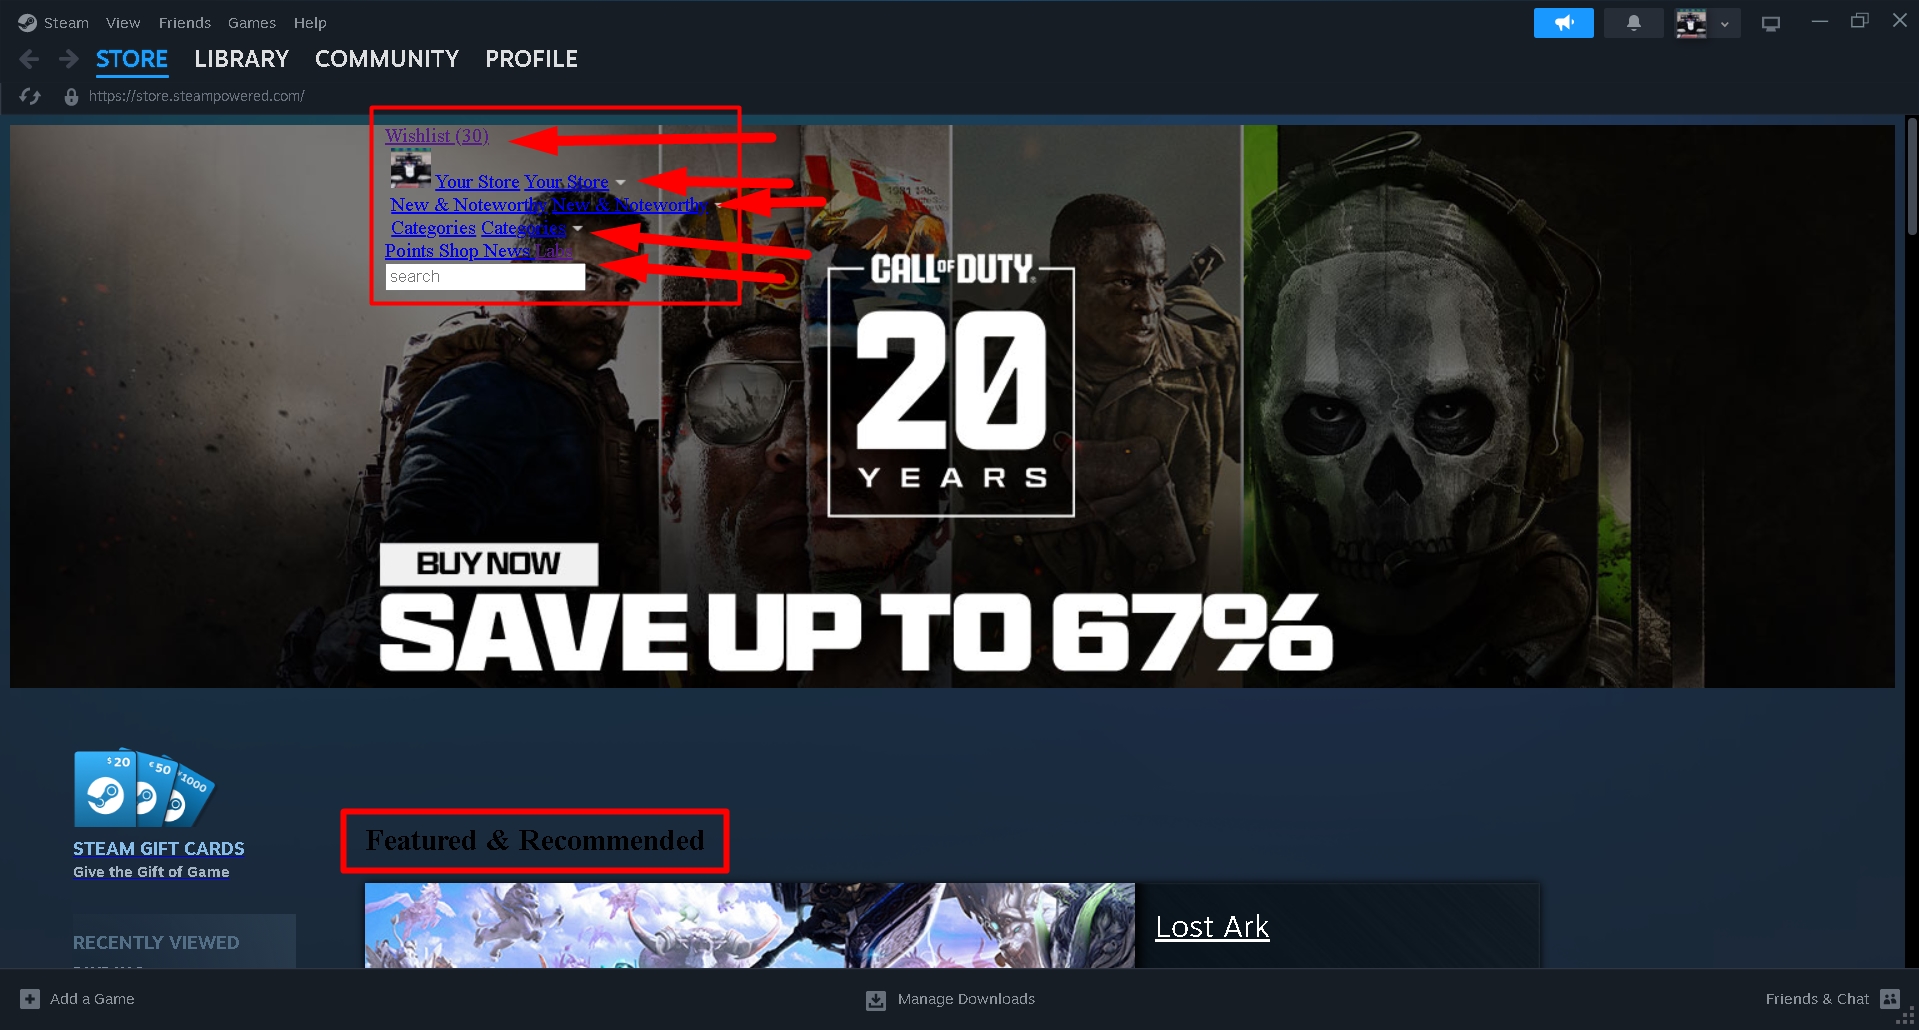 Steam View Friends Games Help
STORE LIBRARY COMMUNITY PROFILE
https://store.steampowered.com/
Wishlist (30)
Your Store Your Store
New & Noteworthy New & Noteworthy
Categories Categories
Points Shop News Labs
search
CALL OF DUTY
20
YEARS
BUY NOW
SAVE UP TO 67%
$20
€50
¥1000
STEAM GIFT CARDS
Give the Gift of Game
Featured & Recommended
Lost Ark
RECENTLY VIEWED
Add a Game
Manage Downloads
Friends & Chat